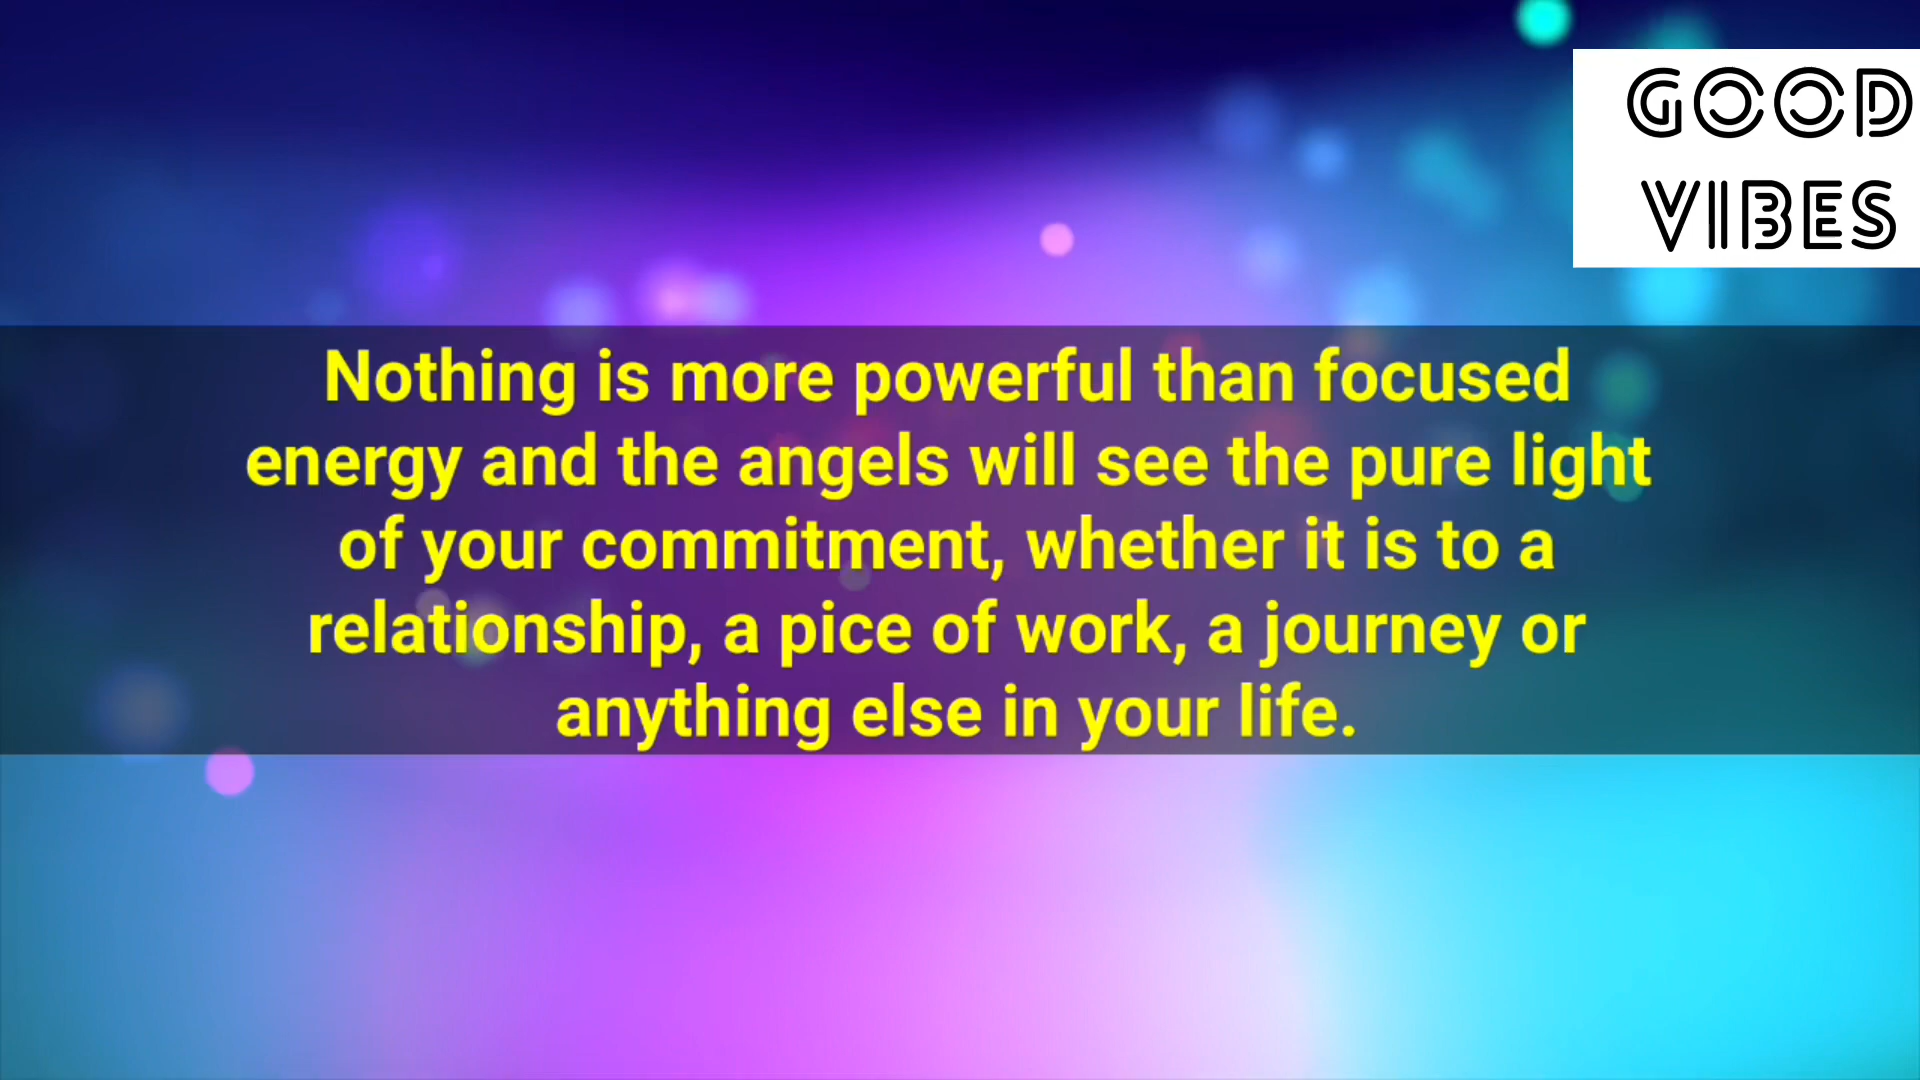 GOOD
VIBES
Nothing is more powerful than focused
energy and the angels will see the pure light
of your commitment, whether it is to a
relationship, a pice of work, a journey or
anything else in your life.